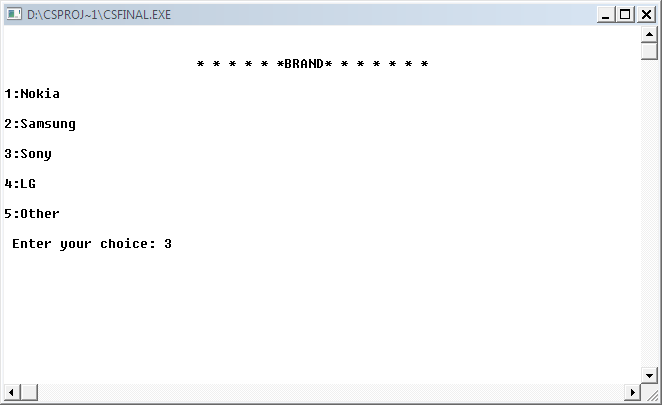 D:\CSPROJ~1\CSFINAL.EXE
* * * * * *BRAND* * * * * * *
1:Nokia
2:Samsung
3:Sony
4:LG
5:Other
Enter your choice: 3